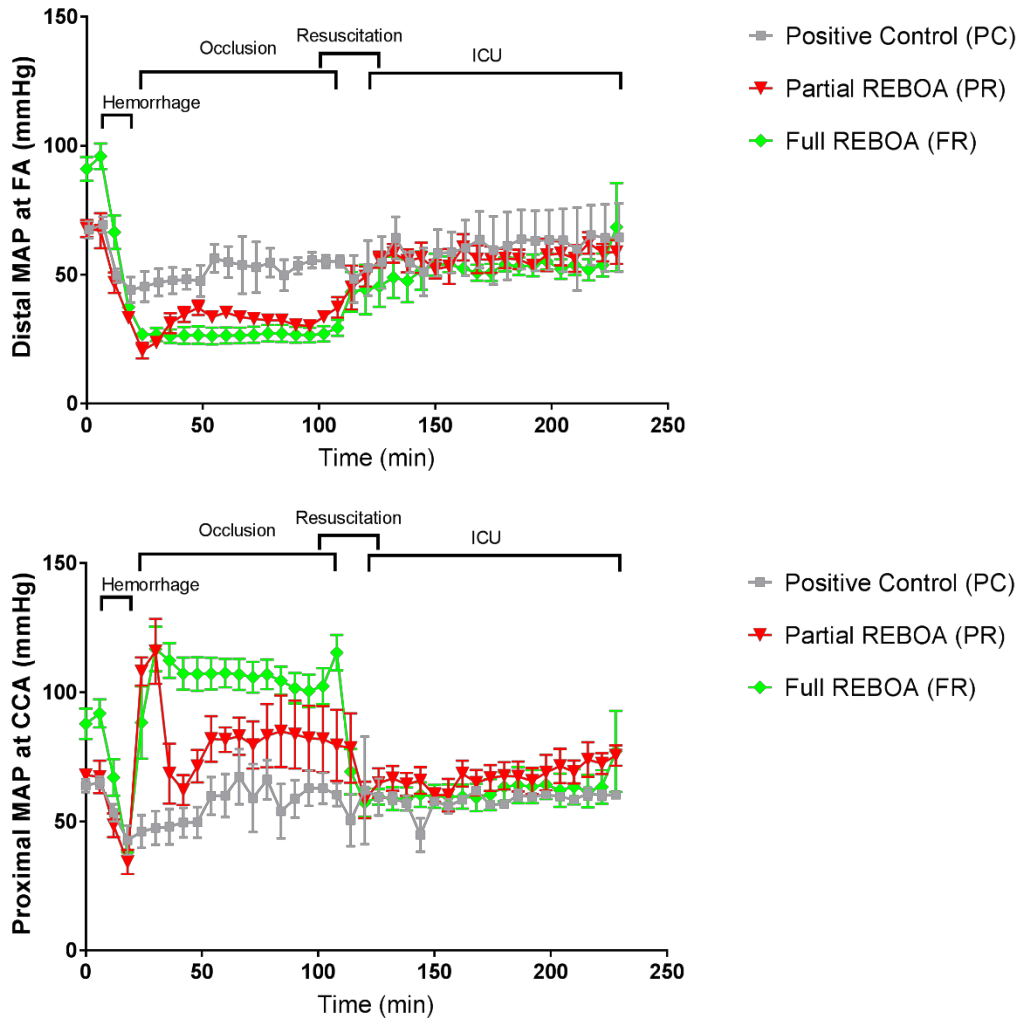 150
100
50
0
Distal MAP at FA (mmHg)
Hemorrhage
Occlusion
Resuscitation
ICU
0 50 100 150 200 250
Time (min)
Positive Control (PC)
Partial REBOA (PR)
Full REBOA (FR)
150
100
50
0
Proximal MAP at CCA (mmHg)
Hemorrhage
Occlusion
Resuscitation
ICU
0 50 100 150 200 250
Time (min)
Positive Control (PC)
Partial REBOA (PR)
Full REBOA (FR)